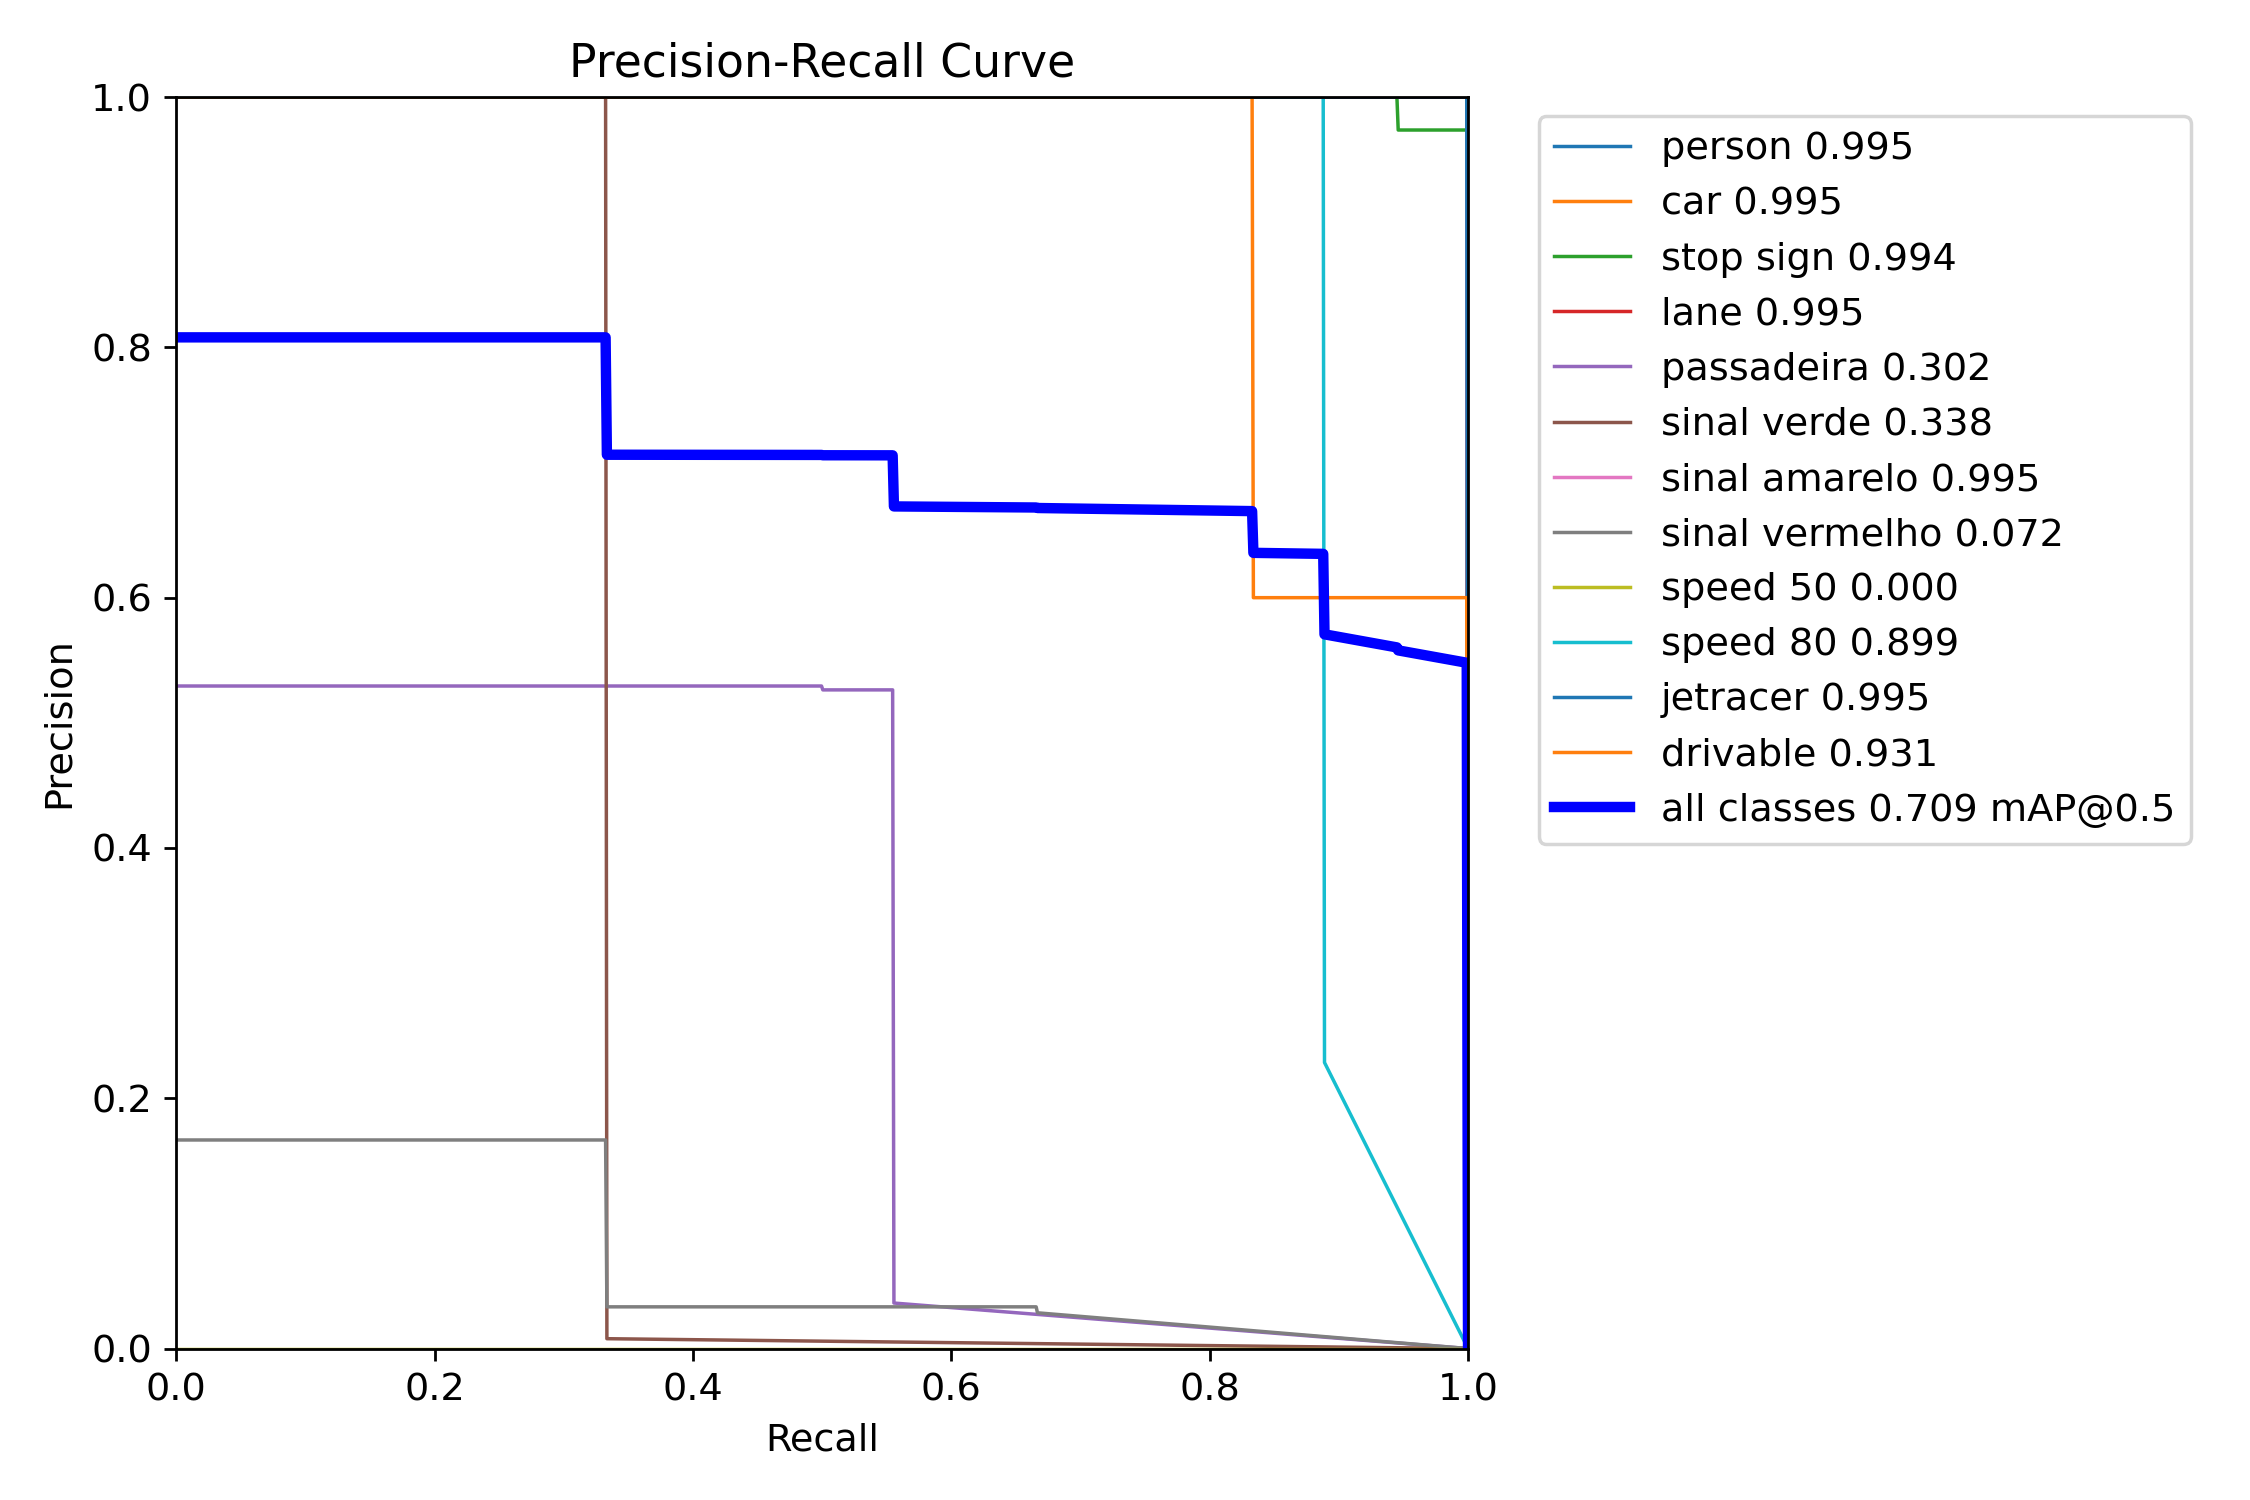 Precision-Recall Curve
1.0
0.8
0.6
0.4
0.2
0.0
Precision
0.0 0.2 0.4 0.6 0.8 1.0
Recall
person 0.995
car 0.995
stop sign 0.994
lane 0.995
passadeira 0.302
sinal verde 0.338
sinal amarelo 0.995
sinal vermelho 0.072
speed 50 0.000
speed 80 0.899
jetracer 0.995
drivable 0.931
all classes 0.709 mAP@0.5